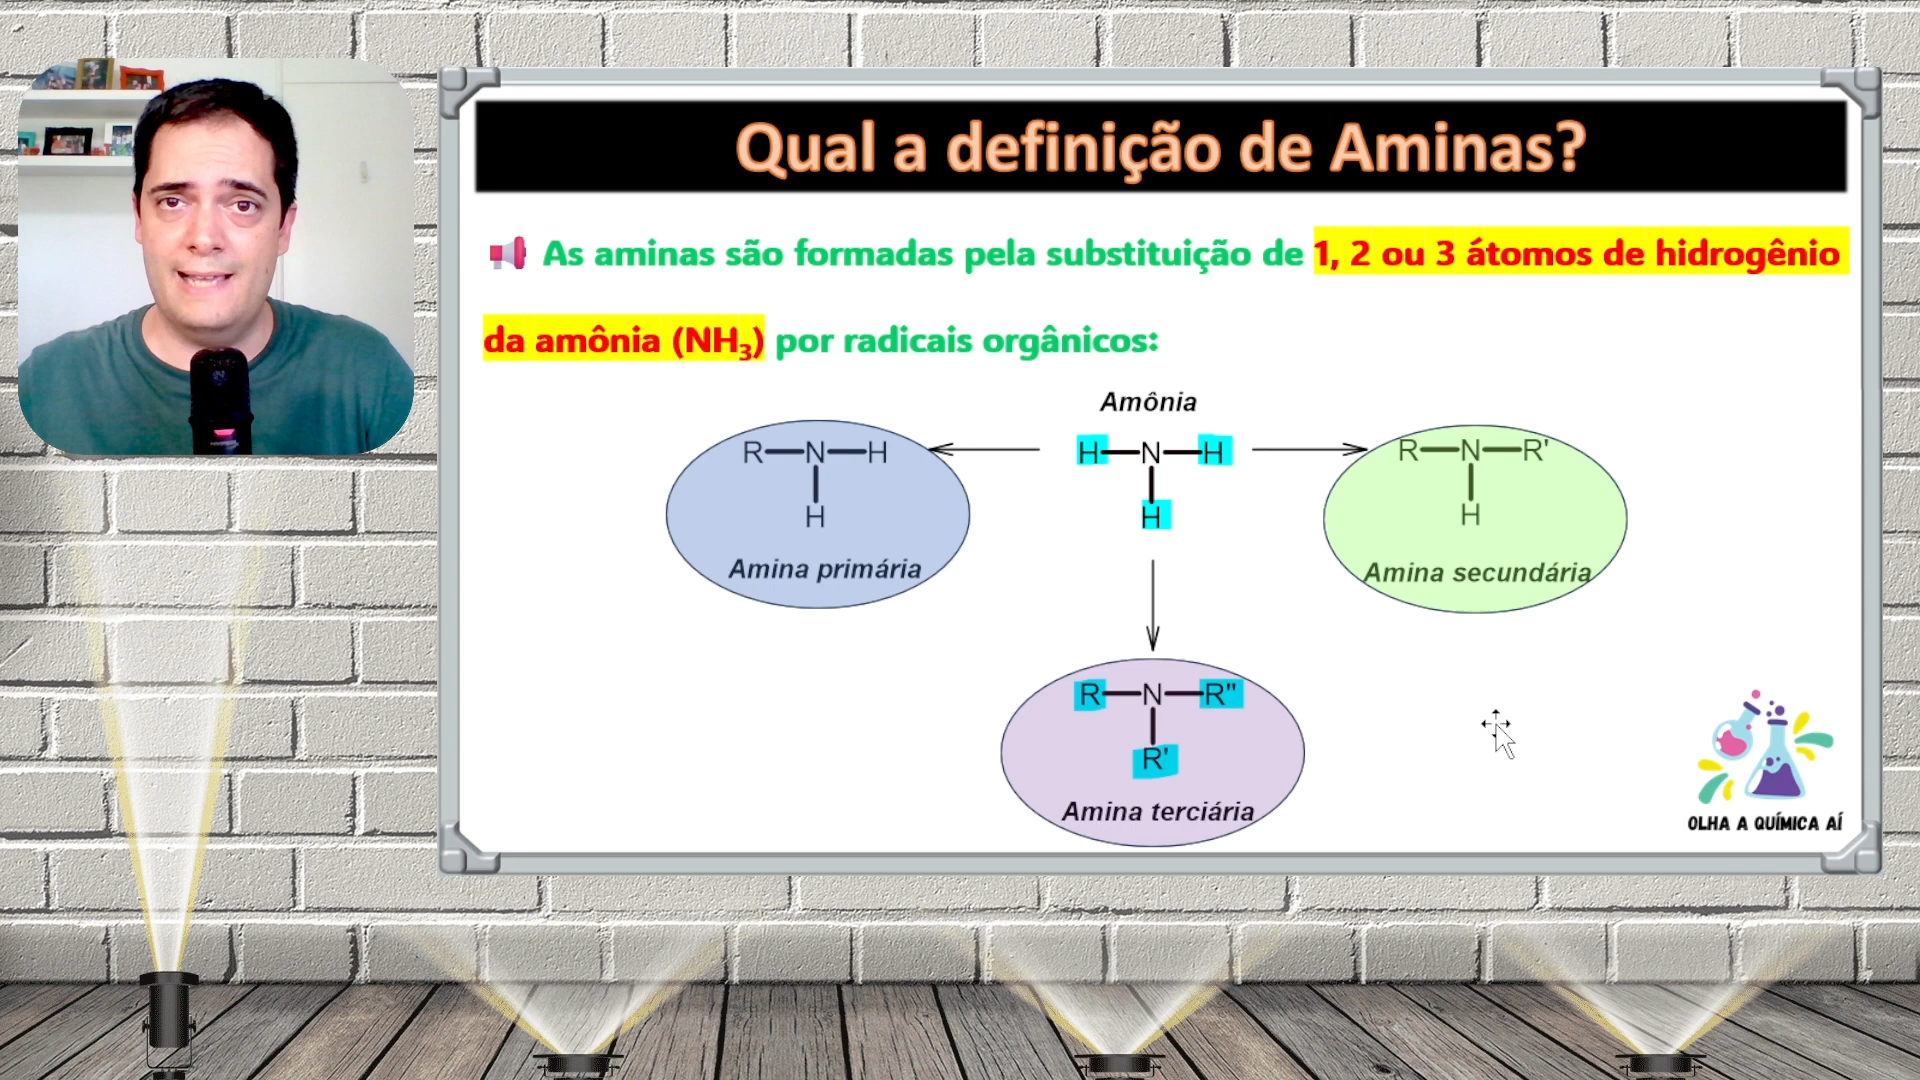 Qual a definição de Aminas?
As aminas são formadas pela substituição de 1, 2 ou 3 átomos de hidrogênio
da amônia (NH₃) por radicais orgânicos:
Amônia
R—N—H
H
Amina primária
H—N—H
H
R—N—R'
H
Amina secundária
R—N—R"
R'
Amina terciária
OLHA A QUÍMICA AÍ